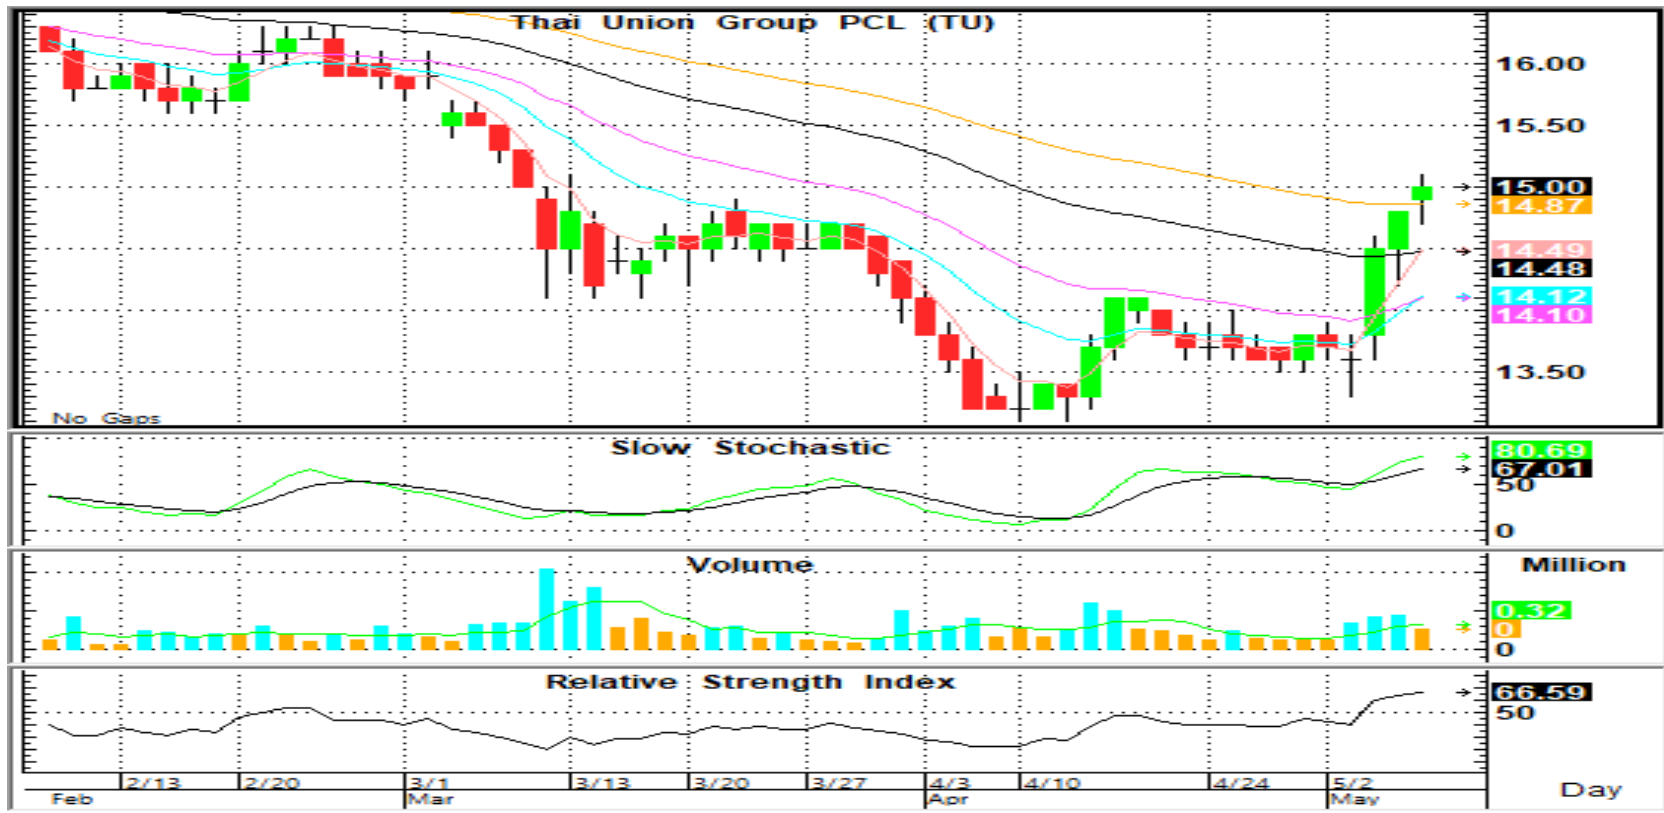 Thai Union Group PCL (TU)
16.00
15.50
15.00
14.87
14.49
14.48
14.12
14.10
13.50
No Gaps
Slow Stochastic
80.69
67.01
50
0
Volume
Million
0.32
0
0
Relative Strength Index
66.59
50
2/13 2/20 3/1 3/13 3/20 3/27 4/3 4/10 4/24 5/2
Feb Mar Apr May
Day